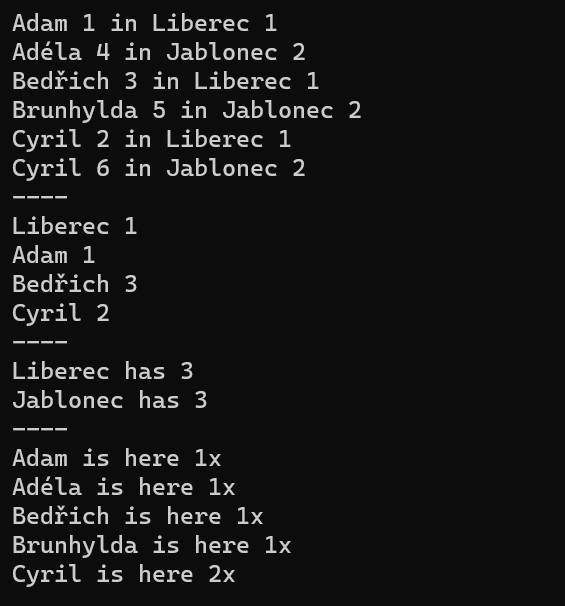 Adam 1 in Liberec 1
Adéla 4 in Jablonec 2
Bedřich 3 in Liberec 1
Brunhylda 5 in Jablonec 2
Cyril 2 in Liberec 1
Cyril 6 in Jablonec 2
----
Liberec 1
Adam 1
Bedřich 3
Cyril 2
----
Liberec has 3
Jablonec has 3
----
Adam is here 1x
Adéla is here 1x
Bedřich is here 1x
Brunhylda is here 1x
Cyril is here 2x